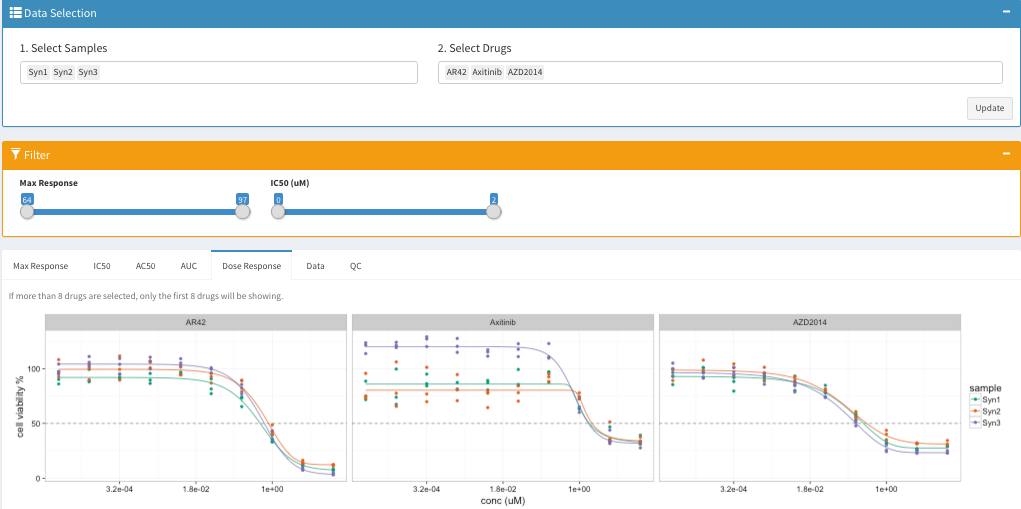 Data Selection
1. Select Samples
2. Select Drugs
Syn1 Syn2 Syn3
AR42 Axitinib AZD2014
Update
Filter
Max Response
IC50 (uM)
64 97 0 2
Max Response IC50 AC50 AUC Dose Response Data QC
If more than 8 drugs are selected, only the first 8 drugs will be showing.
AR42 Axitinib AZD2014
cell viability %
100
50
0
sample
Syn1
Syn2
Syn3
3.2e-04 1.8e-02 1e+00 3.2e-04 1.8e-02 1e+00 3.2e-04 1.8e-02 1e+00
conc (uM)